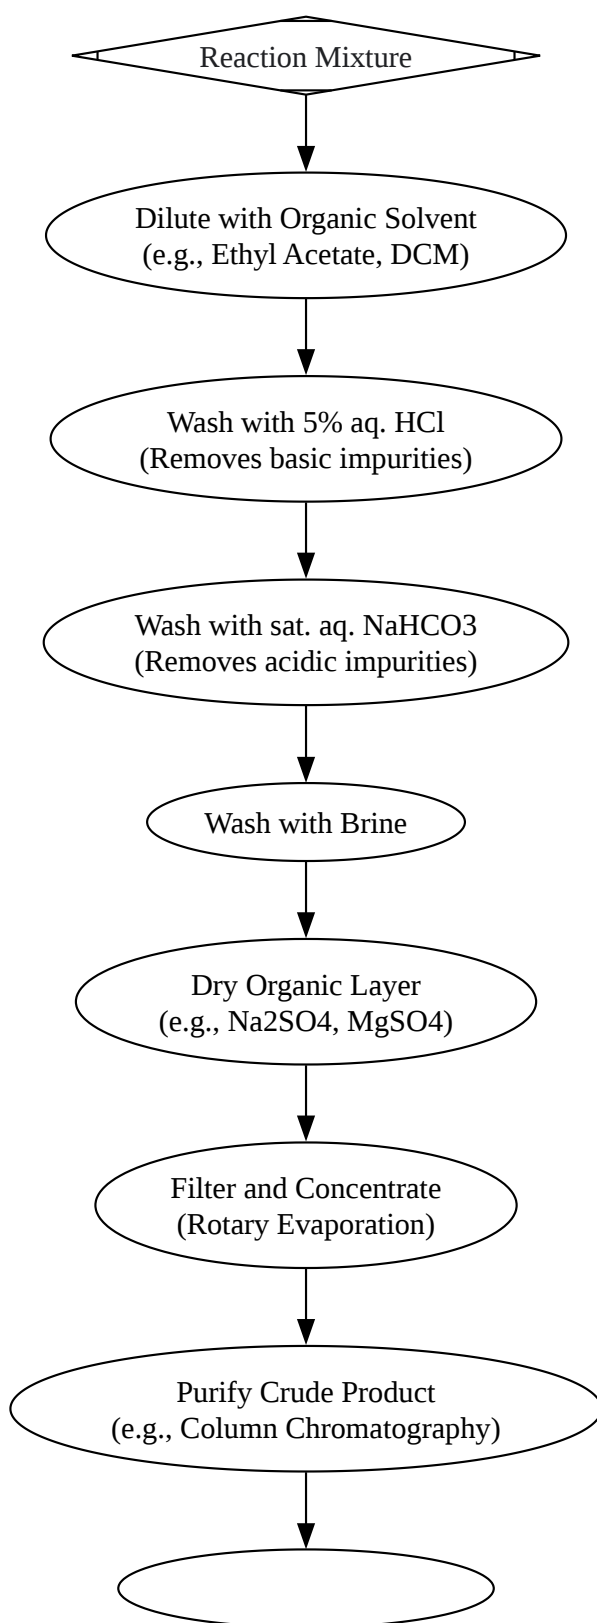 Reaction Mixture
Dilute with Organic Solvent
(e.g., Ethyl Acetate, DCM)
Wash with 5% aq. HCl
(Removes basic impurities)
Wash with sat. aq. NaHCO3
(Removes acidic impurities)
Wash with Brine
Dry Organic Layer
(e.g., Na2SO4, MgSO4)
Filter and Concentrate
(Rotary Evaporation)
Purify Crude Product
(e.g., Column Chromatography)